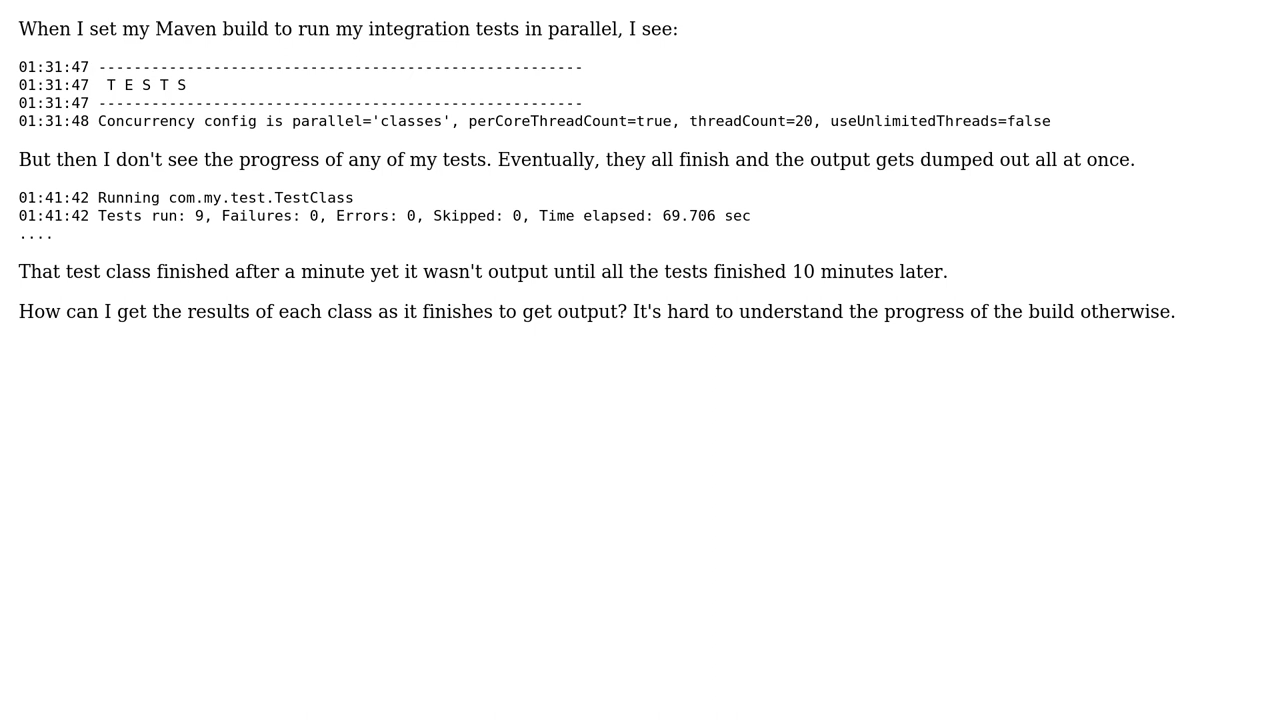 When I set my Maven build to run my integration tests in parallel, I see:
01:31:47 -------------------------------------------------------
01:31:47  T E S T S
01:31:47 -------------------------------------------------------
01:31:48 Concurrency config is parallel='classes', perCoreThreadCount=true, threadCount=20, useUnlimitedThreads=false
But then I don't see the progress of any of my tests. Eventually, they all finish and the output gets dumped out all at once.
01:41:42 Running com.my.test.TestClass
01:41:42 Tests run: 9, Failures: 0, Errors: 0, Skipped: 0, Time elapsed: 69.706 sec
....
That test class finished after a minute yet it wasn't output until all the tests finished 10 minutes later.
How can I get the results of each class as it finishes to get output? It's hard to understand the progress of the build otherwise.